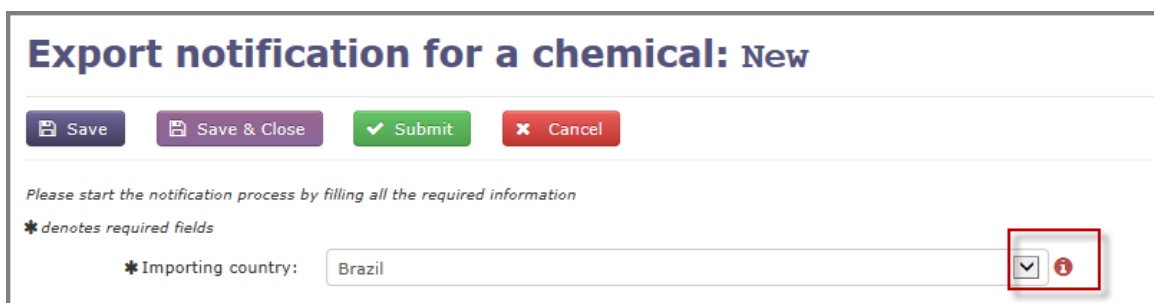 Export notification for a chemical: New
Save Save & Close Submit Cancel
Please start the notification process by filling all the required information
✱ denotes required fields
✱ Importing country: Brazil